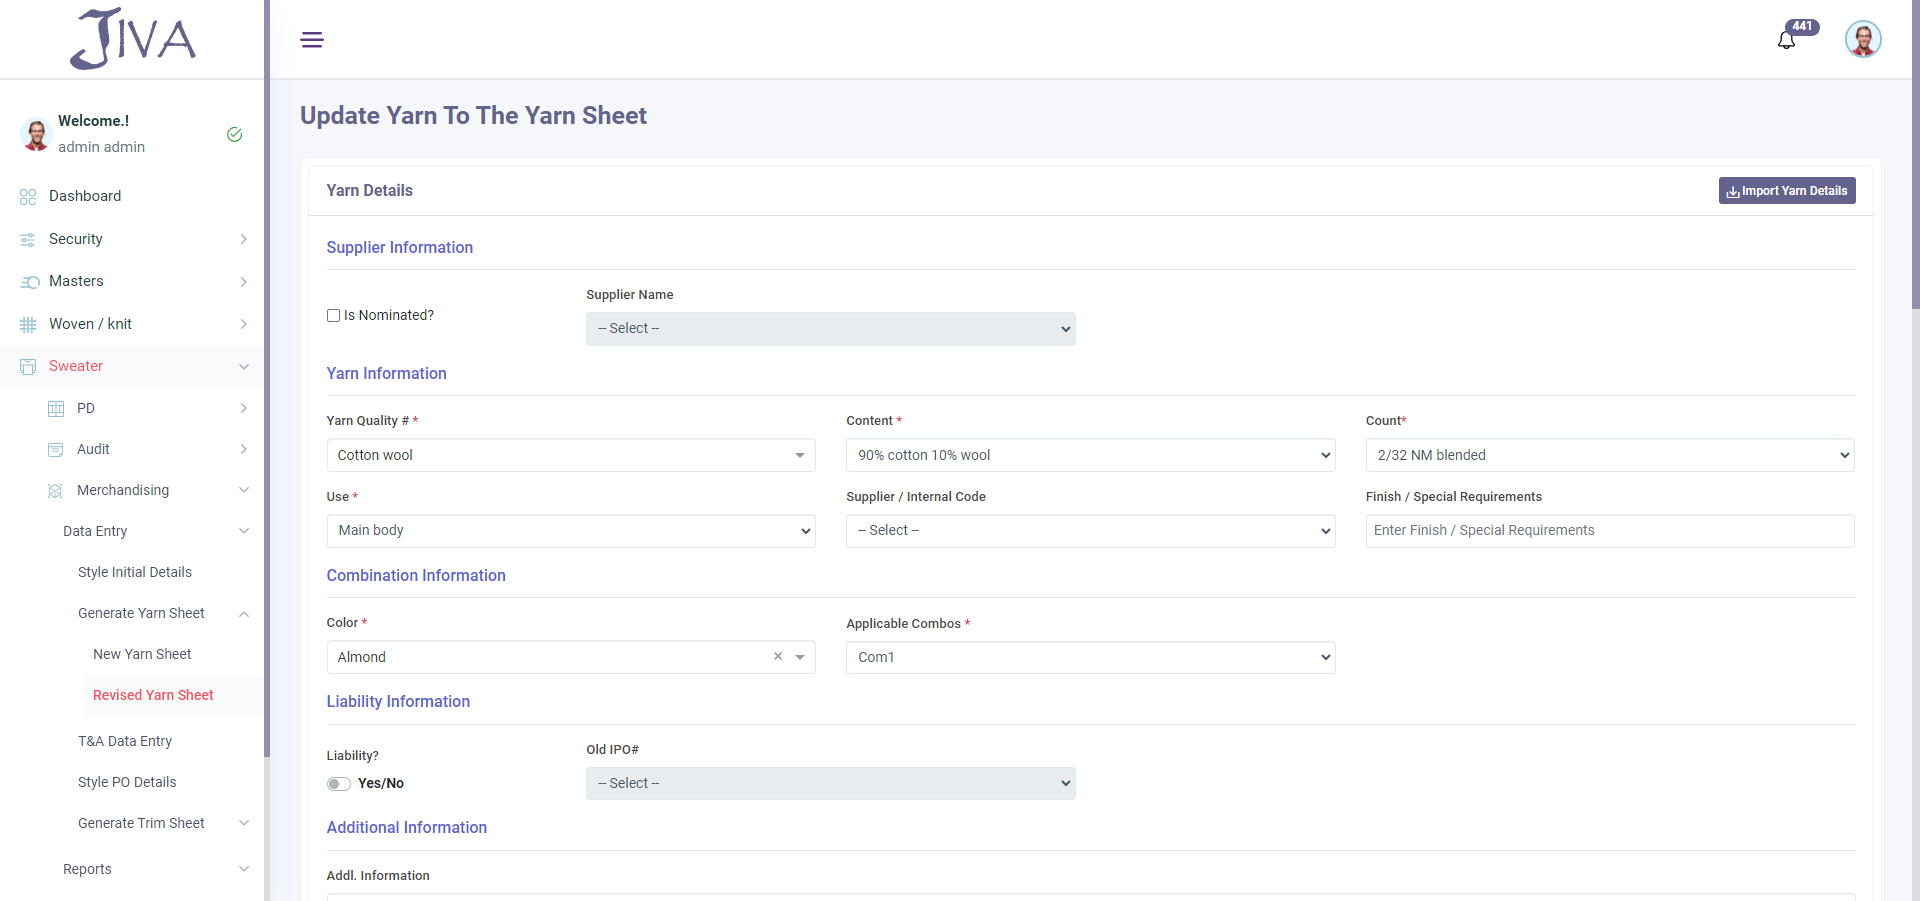 JIVA
441
Welcome.!
admin admin
Dashboard
Security
Masters
Woven / knit
Sweater
PD
Audit
Merchandising
Data Entry
Style Initial Details
Generate Yarn Sheet
New Yarn Sheet
Revised Yarn Sheet
T&A Data Entry
Style PO Details
Generate Trim Sheet
Reports
Update Yarn To The Yarn Sheet
Yarn Details
Import Yarn Details
Supplier Information
Is Nominated?
Supplier Name
-- Select --
Yarn Information
Yarn Quality # *
Content *
Count*
Cotton wool
90% cotton 10% wool
2/32 NM blended
Use *
Supplier / Internal Code
Finish / Special Requirements
Main body
-- Select --
Enter Finish / Special Requirements
Combination Information
Color *
Applicable Combos *
Almond
Com1
Liability Information
Liability?
Old IPO#
Yes/No
-- Select --
Additional Information
Addl. Information